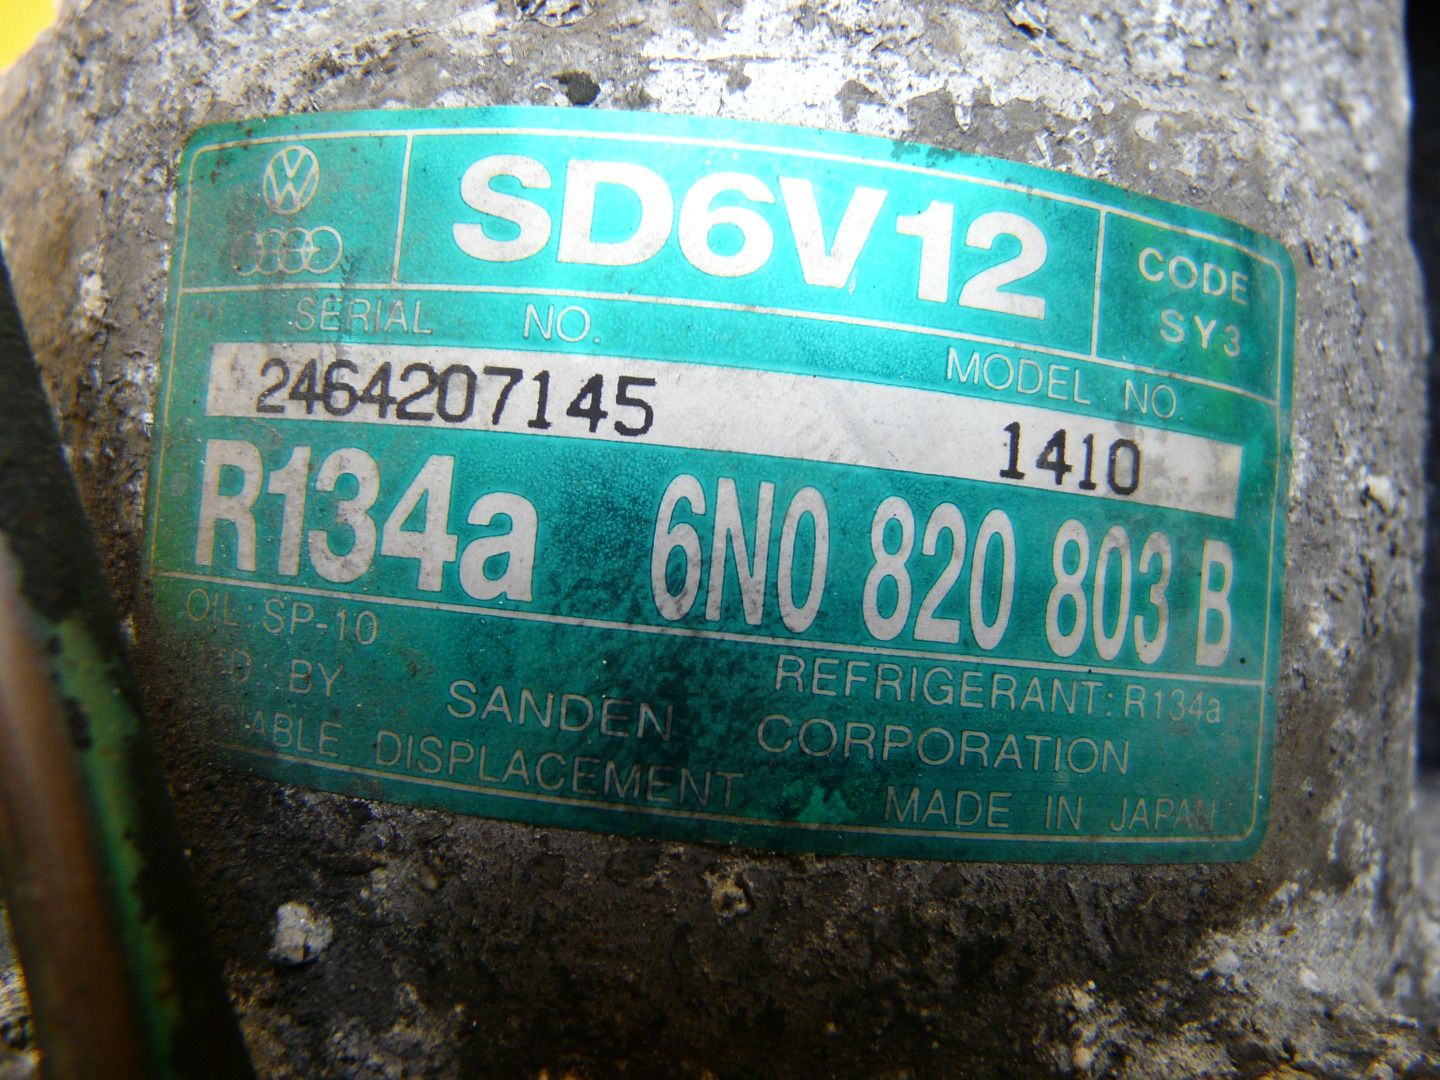 SD6V12
CODE
SY3
SERIAL NO.
MODEL NO.
2464207145
1410
R134a 6N0 820 803 B
OIL: SP-10
REFRIGERANT: R134a
BY SANDEN CORPORATION
DISPLACEMENT MADE IN JAPAN